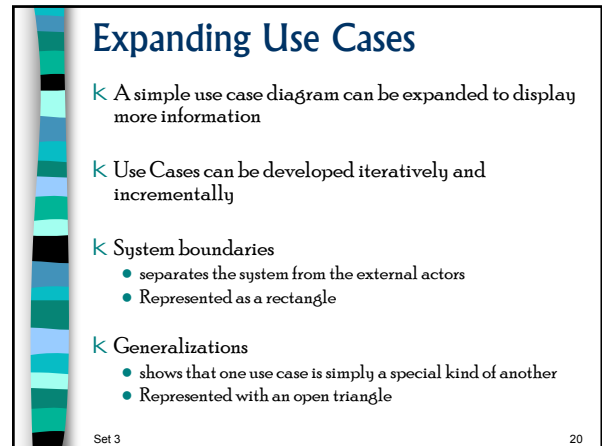 Expanding Use Cases
k A simple use case diagram can be expanded to display
more information
k Use Cases can be developed iteratively and
incrementally
k System boundaries
● separates the system from the external actors
● Represented as a rectangle
k Generalizations
● shows that one use case is simply a special kind of another
● Represented with an open triangle
Set 3
20